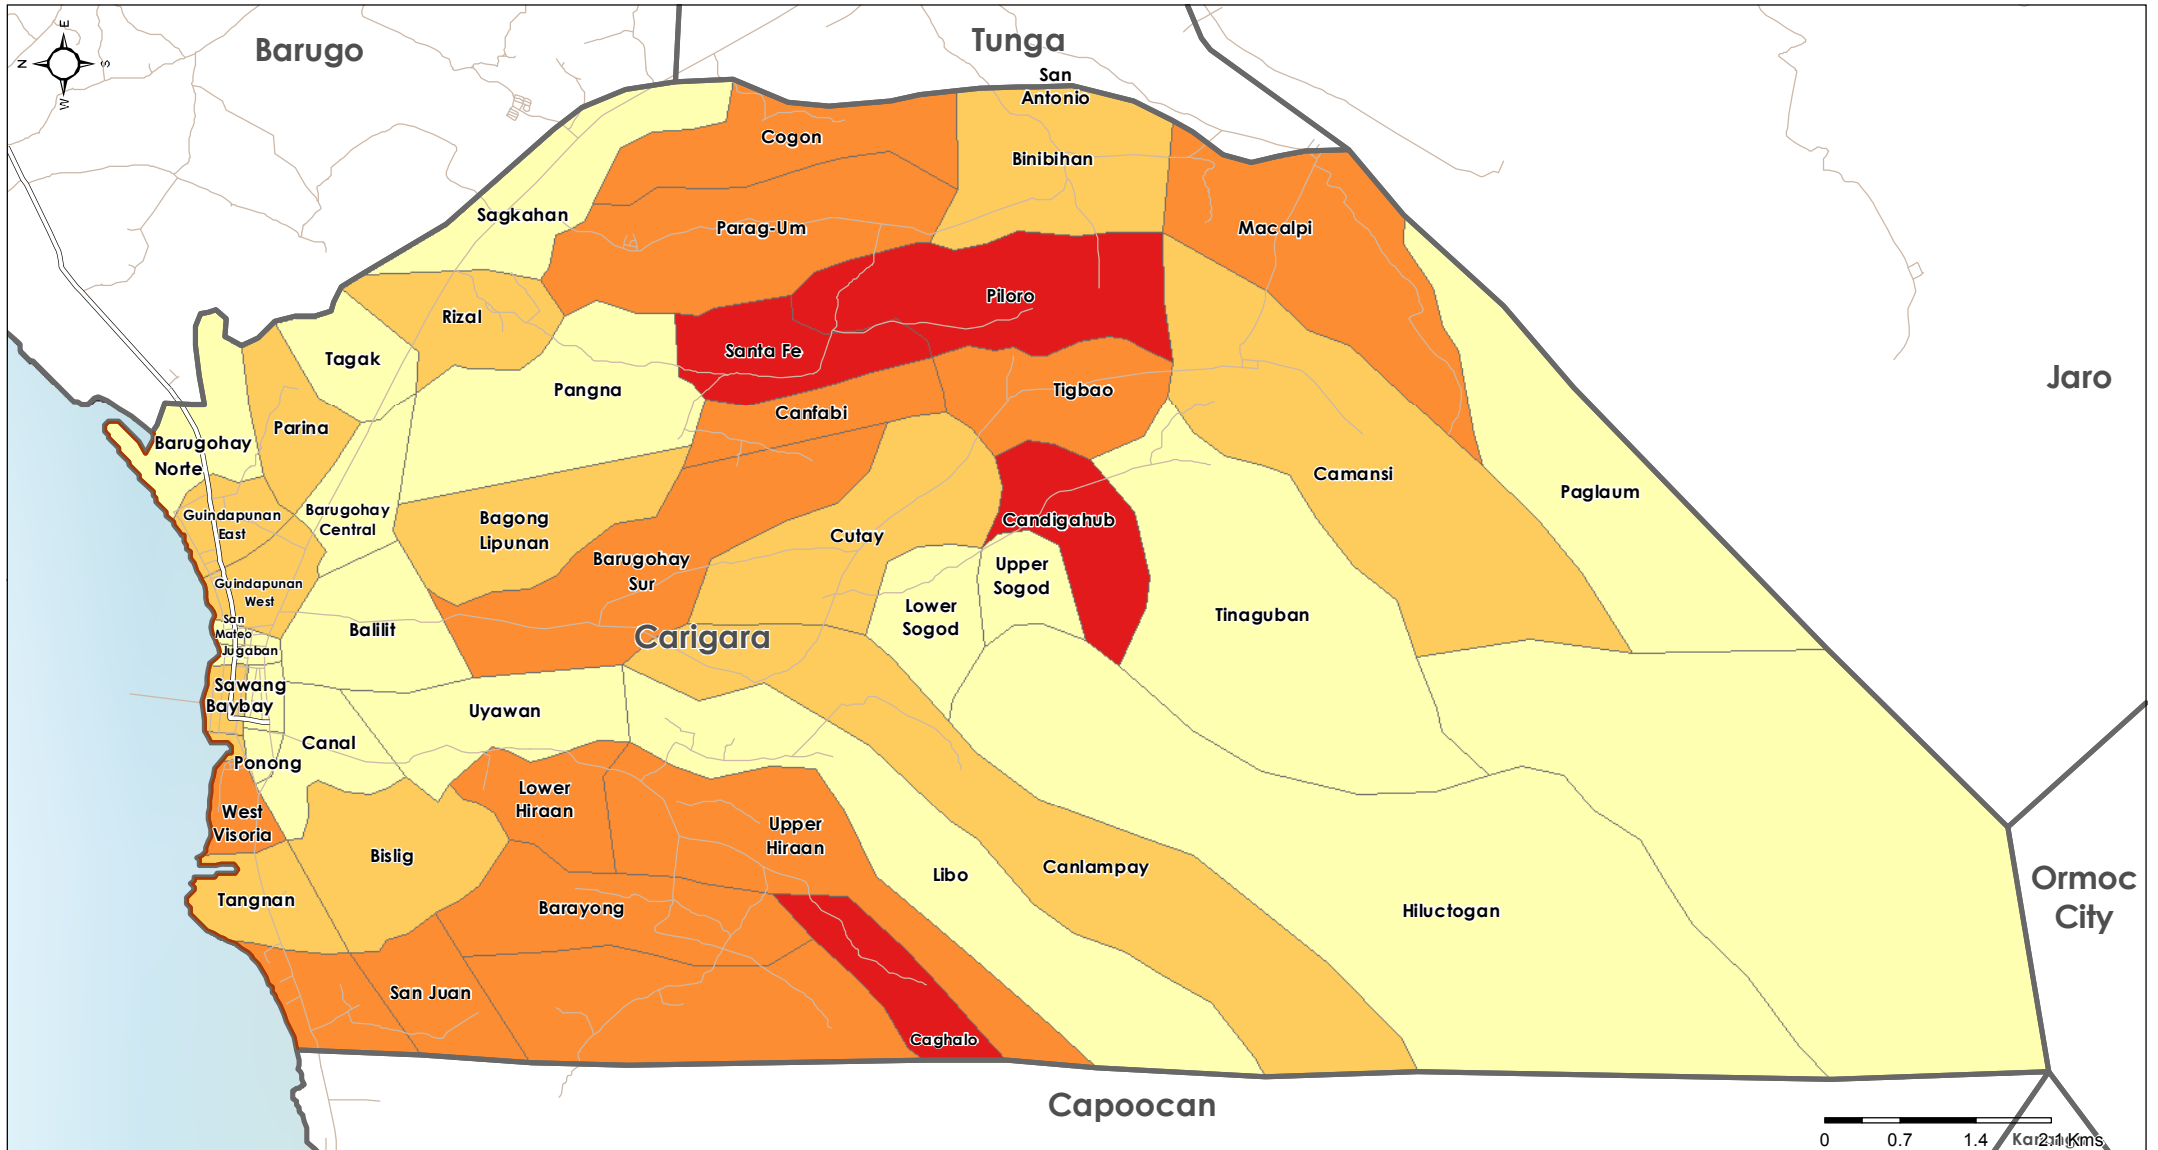 E
N
S
W
Barugo
Tunga
San
Antonio
Cogon
Binibihan
Sagkahan
Parag-Um
Macalpi
Piloro
Rizal
Santa Fe
Tagak
Pangna
Tigbao
Jaro
Canfabi
Parina
Barugohay
Norte
Camansi
Paglaum
Barugohay
Central
Guindapunan
East
Bagong
Lipunan
Candigahub
Cutay
Barugohay
Sur
Upper
Sogod
Guindapunan
West
Lower
Sogod
Tinaguban
San
Mateo
Balilit
Carigara
Jugaban
Sawang
Baybay
Uyawan
Canal
Ponong
Lower
Hiraan
West
Visoria
Upper
Hiraan
Bislig
Libo
Canlampay
Ormoc
City
Tangnan
Barayong
Hiluctogan
San Juan
Caghalo
Capoocan
0 0.7 1.4 2.1 Kms